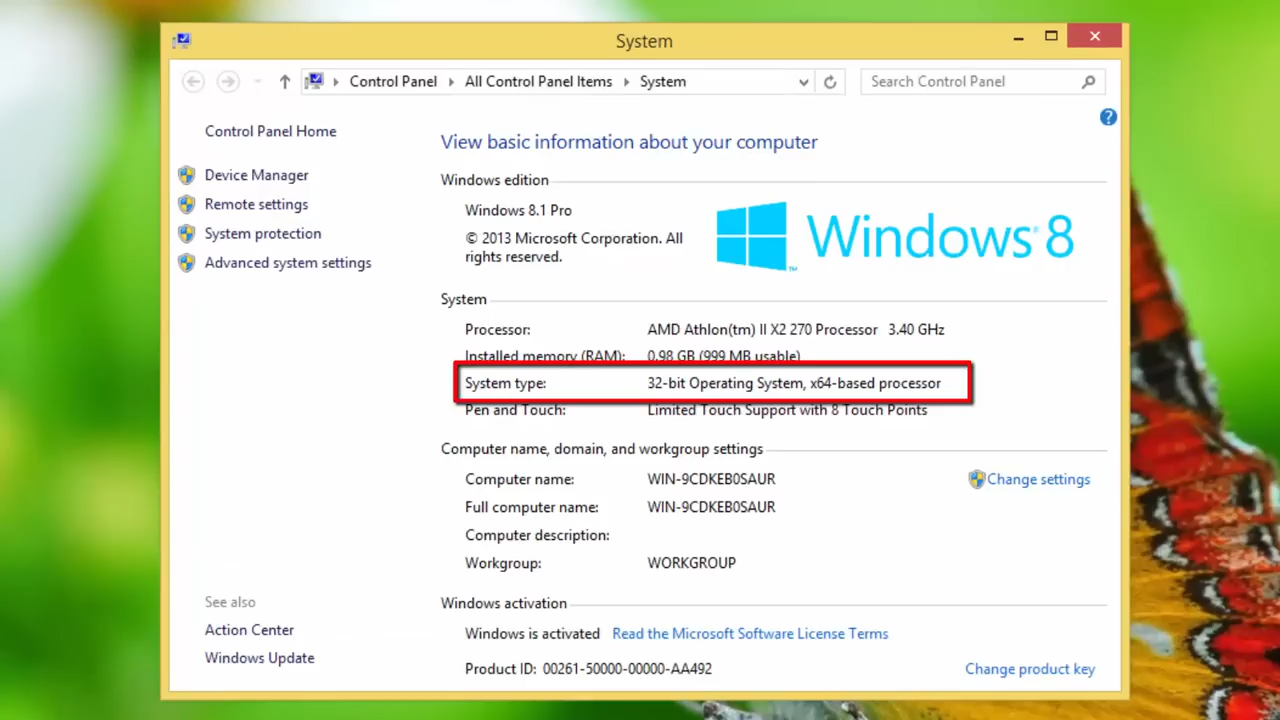 System
Control Panel All Control Panel Items System
Search Control Panel
Control Panel Home
Device Manager
Remote settings
System protection
Advanced system settings
See also
Action Center
Windows Update
View basic information about your computer
Windows edition
Windows 8.1 Pro
© 2013 Microsoft Corporation. All
rights reserved.
Windows® 8
™
System
Processor: AMD Athlon(tm) II X2 270 Processor 3.40 GHz
Installed memory (RAM): 0.98 GB (999 MB usable)
System type: 32-bit Operating System, x64-based processor
Pen and Touch: Limited Touch Support with 8 Touch Points
Computer name, domain, and workgroup settings
Computer name: WIN-9CDKEB0SAUR
Change settings
Full computer name: WIN-9CDKEB0SAUR
Computer description:
Workgroup: WORKGROUP
Windows activation
Windows is activated Read the Microsoft Software License Terms
Product ID: 00261-50000-00000-AA492
Change product key